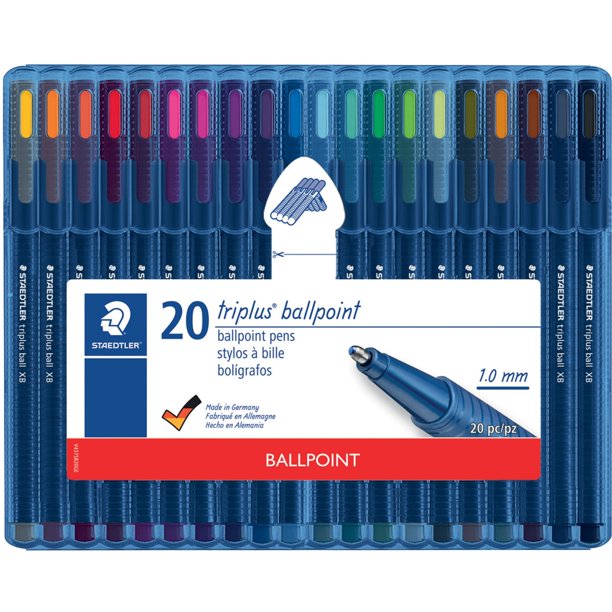 STAEDTLER
20
triplus® ballpoint
ballpoint pens
stylos à bille
bolígrafos
1.0 mm
Made in Germany
Fabriqué en Allemagne
Hecho en Alemania
20 pc/pz
BALLPOINT
STAEDTLER triplus ball XB
STAEDTLER triplus ball XB
STAEDTLER triplus ball XB
STAEDTLER triplus ball XB